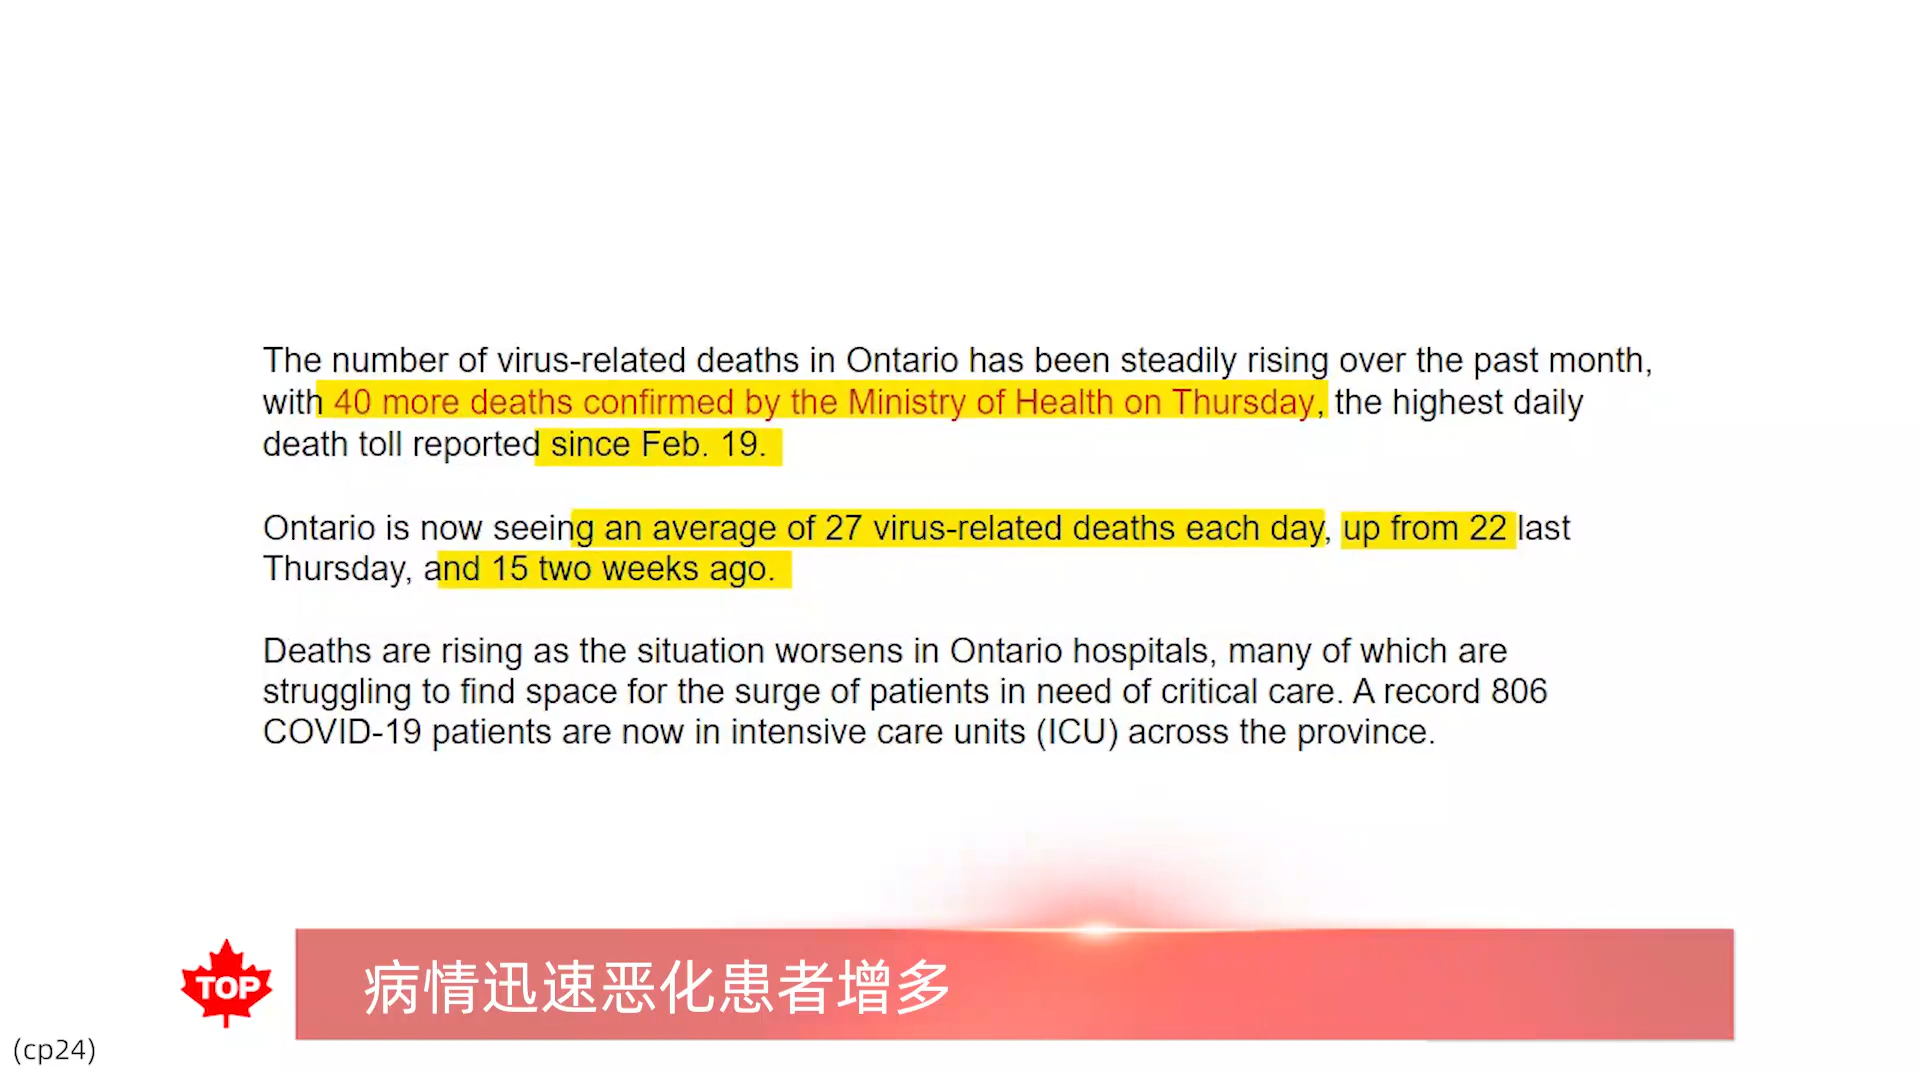 The number of virus-related deaths in Ontario has been steadily rising over the past month,
with 40 more deaths confirmed by the Ministry of Health on Thursday, the highest daily
death toll reported since Feb. 19.
Ontario is now seeing an average of 27 virus-related deaths each day, up from 22 last
Thursday, and 15 two weeks ago.
Deaths are rising as the situation worsens in Ontario hospitals, many of which are
struggling to find space for the surge of patients in need of critical care. A record 806
COVID-19 patients are now in intensive care units (ICU) across the province.
TOP
病情迅速恶化患者增多
(cp24)